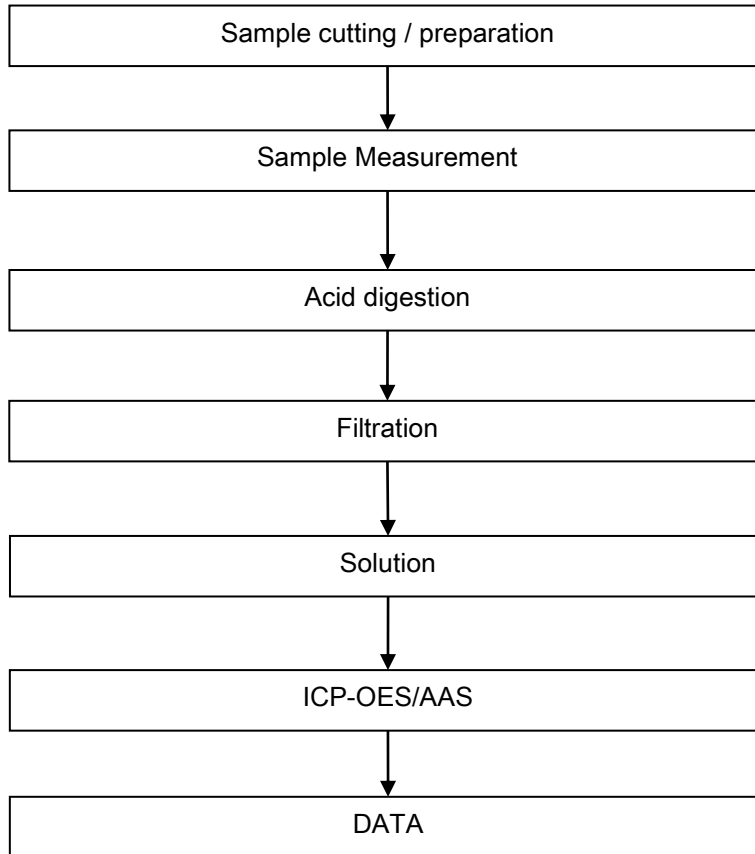 Sample cutting / preparation
Sample Measurement
Acid digestion
Filtration
Solution
ICP-OES/AAS
DATA